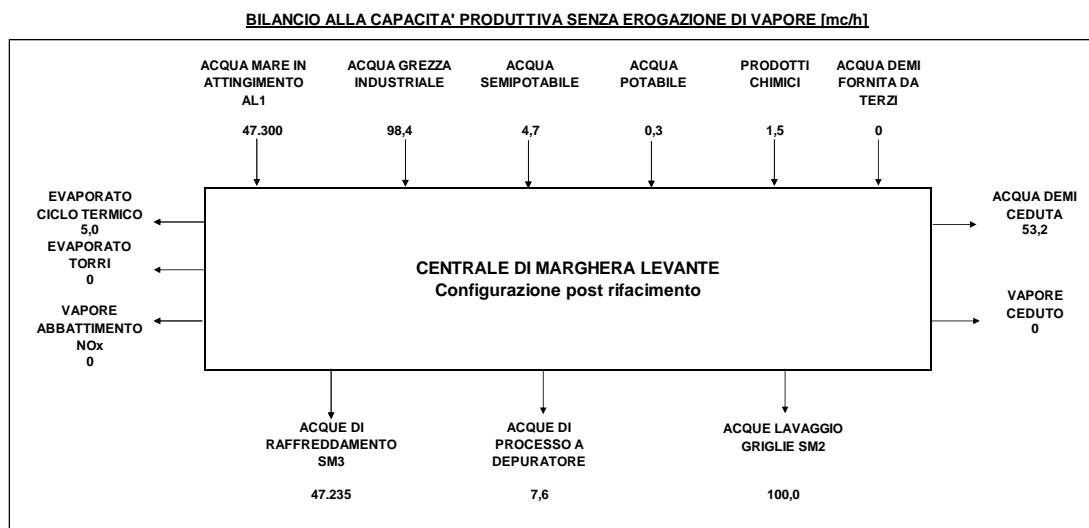 BILANCIO ALLA CAPACITA' PRODUTTIVA SENZA EROGAZIONE DI VAPORE [mc/h]
ACQUA MARE IN
ATTINGIMENTO
AL1
47.300
ACQUA GREZZA
INDUSTRIALE
98,4
ACQUA
SEMIPOTABILE
4,7
ACQUA
POTABILE
0,3
PRODOTTI
CHIMICI
1,5
ACQUA DEMI
FORNITA DA
TERZI
0
EVAPORATO
CICLO TERMICO
5,0
EVAPORATO
TORRI
0
VAPORE
ABBATTIMENTO
NOx
0
CENTRALE DI MARGHERA LEVANTE
Configurazione post rifacimento
ACQUA DEMI
CEDUTA
53,2
VAPORE
CEDUTO
0
ACQUE DI
RAFFREDDAMENTO
SM3
47.235
ACQUE DI
PROCESSO A
DEPURATORE
7,6
ACQUE LAVAGGIO
GRIGLIE SM2
100,0